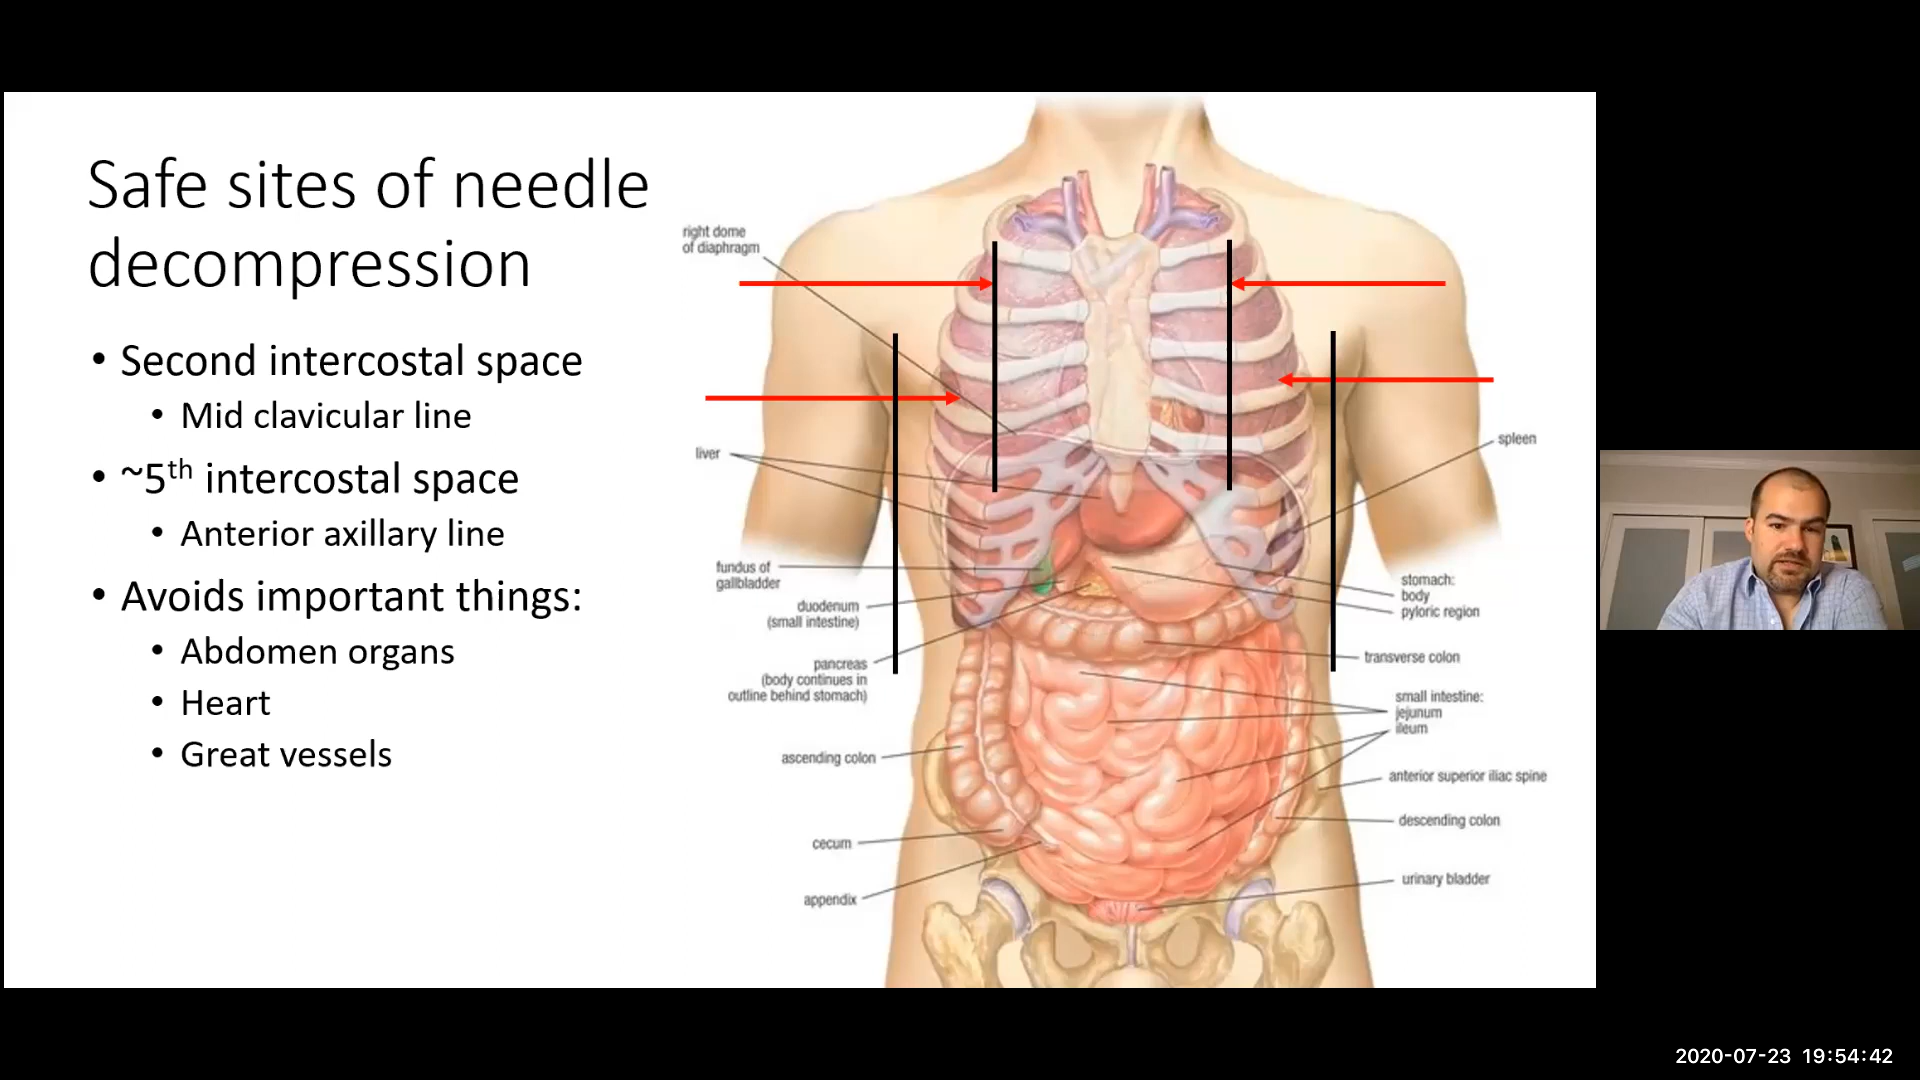 Safe sites of needle
decompression
• Second intercostal space
• Mid clavicular line
• ~5th intercostal space
• Anterior axillary line
• Avoids important things:
• Abdomen organs
• Heart
• Great vessels
right dome
of diaphragm
liver
fundus of
gallbladder
duodenum
(small intestine)
pancreas
(body continues in
outline behind stomach)
ascending colon
cecum
appendix
spleen
stomach:
body
pyloric region
transverse colon
small intestine:
jejunum
ileum
anterior superior iliac spine
descending colon
urinary bladder
2020-07-23 19:54:42